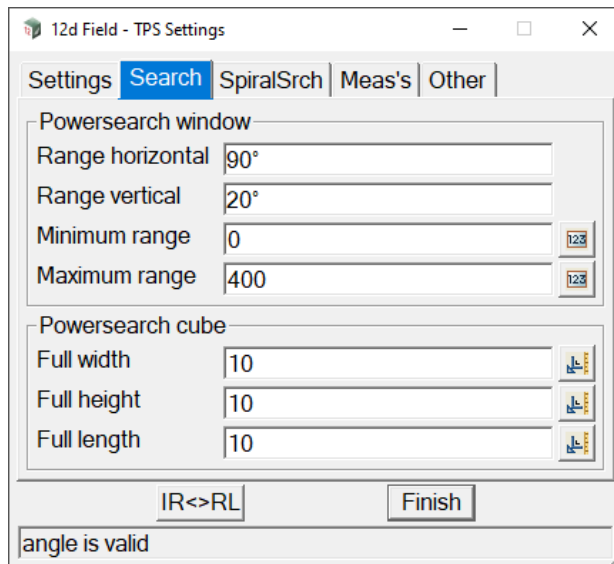 12d Field - TPS Settings
Settings Search SpiralSrch Meas's Other
Powersearch window
Range horizontal 90°
Range vertical 20°
Minimum range 0 123
Maximum range 400 123
Powersearch cube
Full width 10
Full height 10
Full length 10
IR<>RL Finish
angle is valid